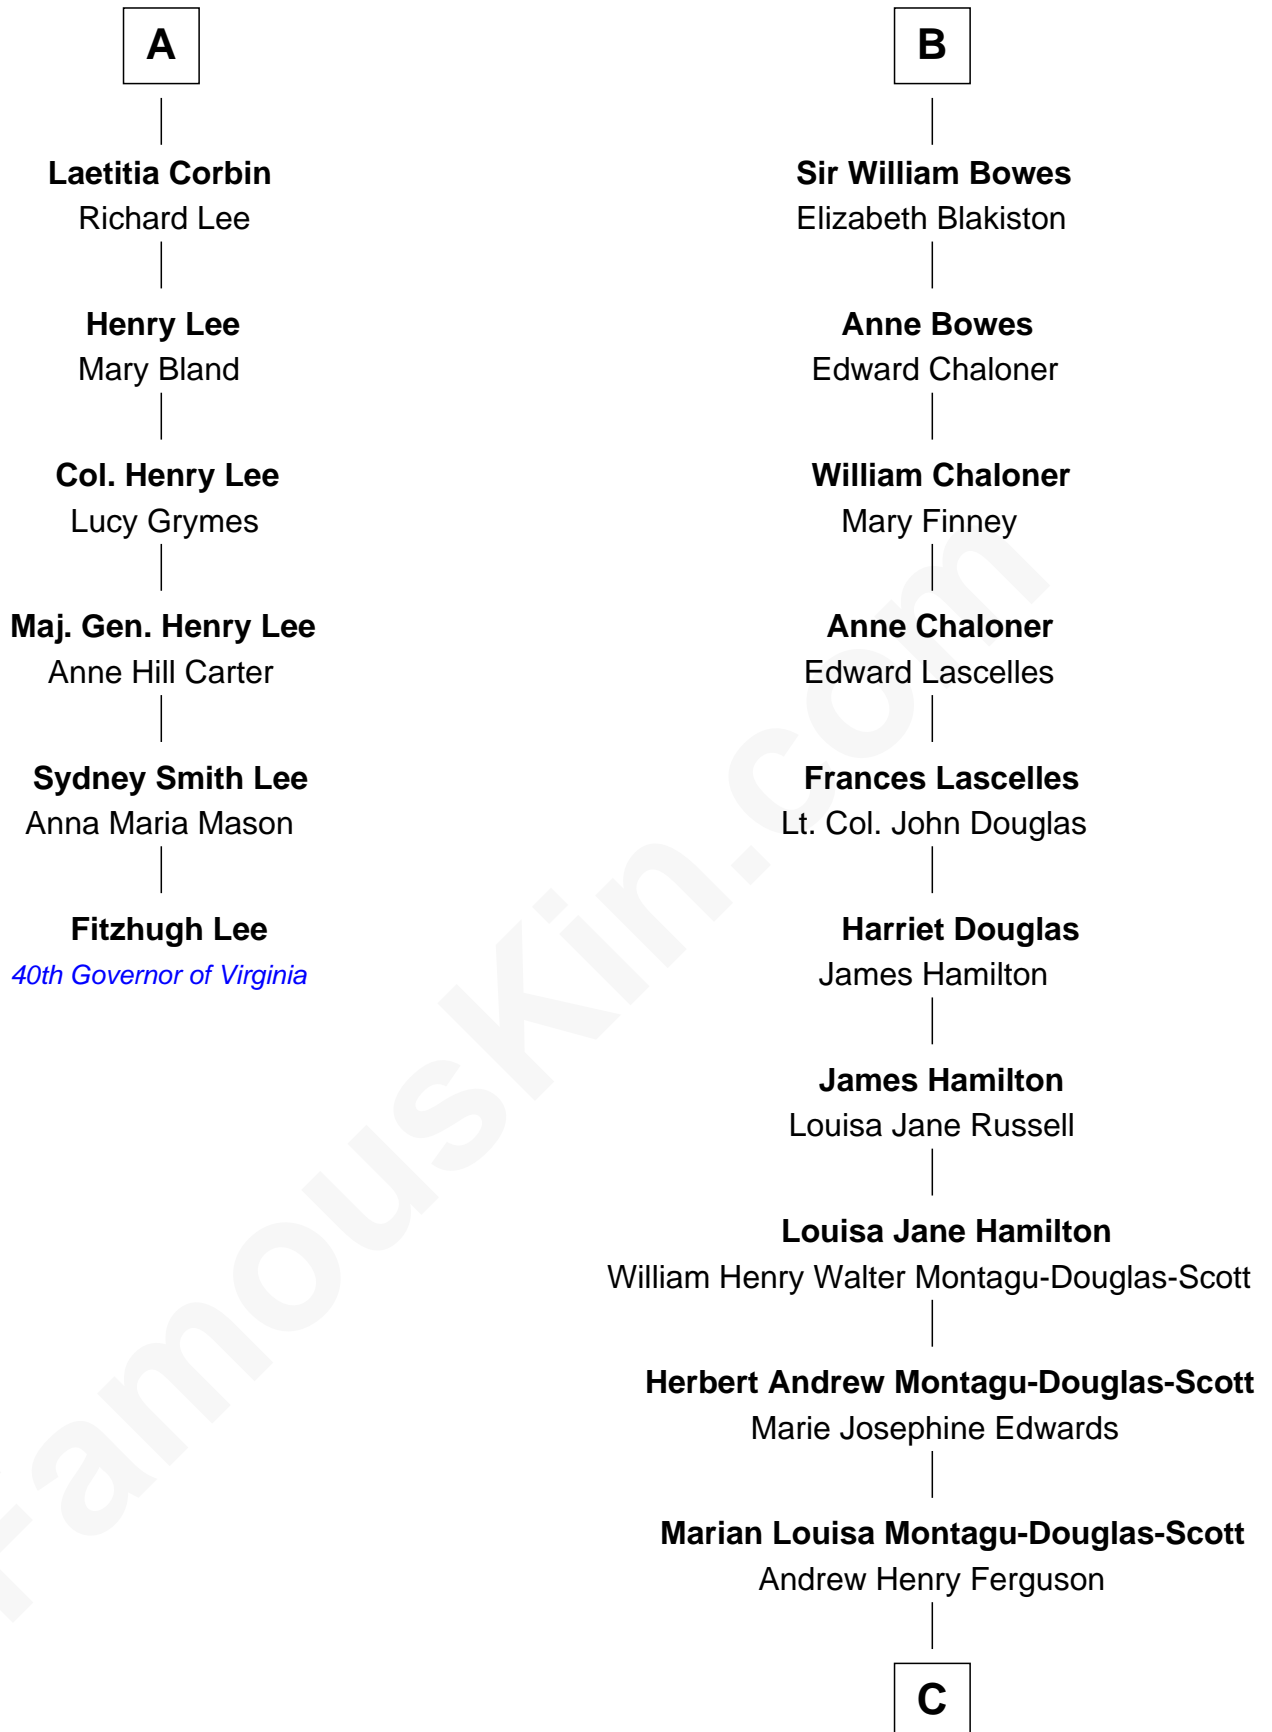 A
Laetitia Corbin
Richard Lee
Henry Lee
Mary Bland
Col. Henry Lee
Lucy Grymes
Maj. Gen. Henry Lee
Anne Hill Carter
Sydney Smith Lee
Anna Maria Mason
Fitzhugh Lee
40th Governor of Virginia
B
Sir William Bowes
Elizabeth Blakiston
Anne Bowes
Edward Chaloner
William Chaloner
Mary Finney
Anne Chaloner
Edward Lascelles
Frances Lascelles
Lt. Col. John Douglas
Harriet Douglas
James Hamilton
James Hamilton
Louisa Jane Russell
Louisa Jane Hamilton
William Henry Walter Montagu-Douglas-Scott
Herbert Andrew Montagu-Douglas-Scott
Marie Josephine Edwards
Marian Louisa Montagu-Douglas-Scott
Andrew Henry Ferguson
C
FamousKin.com